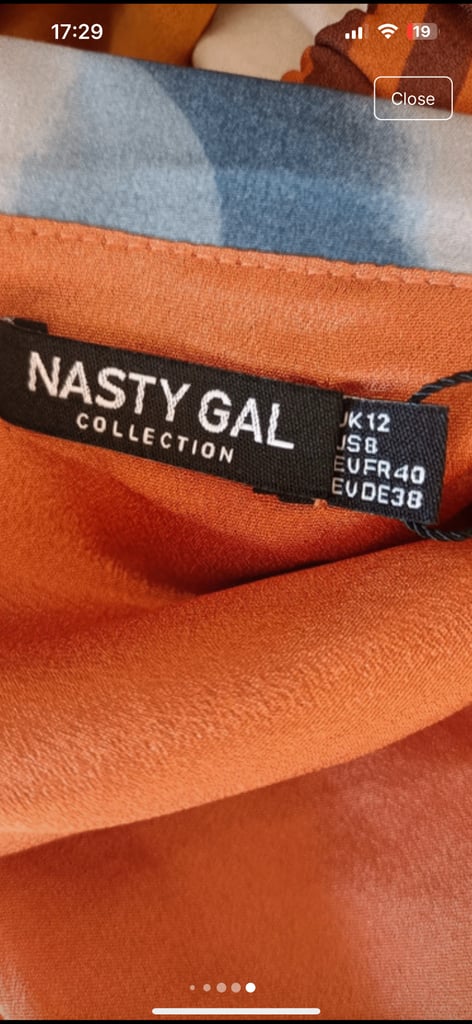 17:29
19
Close
NASTY GAL
COLLECTION
UK12
US8
EUFR40
EUDE38